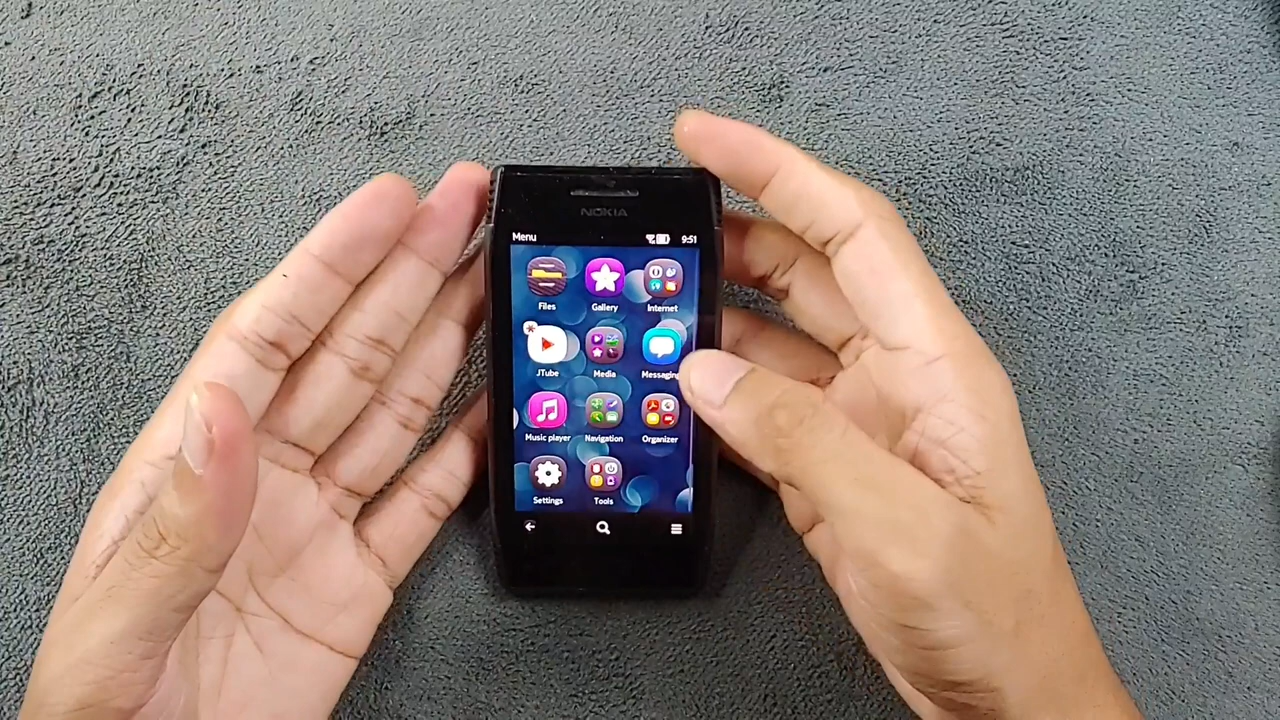 NOKIA
Menu 9:51
Files Gallery Internet
JTube Media Messaging
Music player Navigation Organizer
Settings Tools